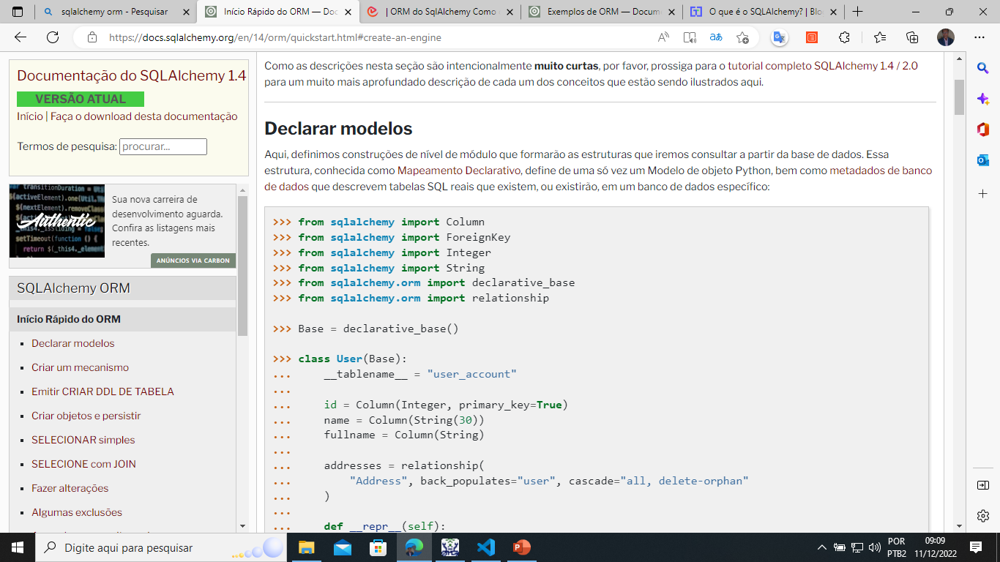 sqlalchemy orm - Pesquisar
Início Rápido do ORM — Doc
| ORM do SqlAlchemy Como
Exemplos de ORM — Docume
O que é o SQLAlchemy? | Blo
https://docs.sqlalchemy.org/en/14/orm/quickstart.html#create-an-engine
Documentação do SQLAlchemy 1.4
VERSÃO ATUAL
Início | Faça o download desta documentação
Termos de pesquisa: procurar...
Authentic
Sua nova carreira de
desenvolvimento aguarda.
Confira as listagens mais
recentes.
ANÚNCIOS VIA CARBON
SQLAlchemy ORM
Início Rápido do ORM
Declarar modelos
Criar um mecanismo
Emitir CRIAR DDL DE TABELA
Criar objetos e persistir
SELECIONAR simples
SELECIONE com JOIN
Fazer alterações
Algumas exclusões
Como as descrições nesta seção são intencionalmente muito curtas, por favor, prossiga para o tutorial completo SQLAlchemy 1.4 / 2.0
para um muito mais aprofundado descrição de cada um dos conceitos que estão sendo ilustrados aqui.
Declarar modelos
Aqui, definimos construções de nível de módulo que formarão as estruturas que iremos consultar a partir da base de dados. Essa
estrutura, conhecida como Mapeamento Declarativo, define de uma só vez um Modelo de objeto Python, bem como metadados de banco
de dados que descrevem tabelas SQL reais que existem, ou existirão, em um banco de dados específico:
>>> from sqlalchemy import Column
>>> from sqlalchemy import ForeignKey
>>> from sqlalchemy import Integer
>>> from sqlalchemy import String
>>> from sqlalchemy.orm import declarative_base
>>> from sqlalchemy.orm import relationship
>>> Base = declarative_base()
>>> class User(Base):
...     __tablename__ = "user_account"
...
...     id = Column(Integer, primary_key=True)
...     name = Column(String(30))
...     fullname = Column(String)
...
...     addresses = relationship(
...         "Address", back_populates="user", cascade="all, delete-orphan"
...     )
...
...     def __repr__(self):
Digite aqui para pesquisar
POR
PTB2
09:09
11/12/2022